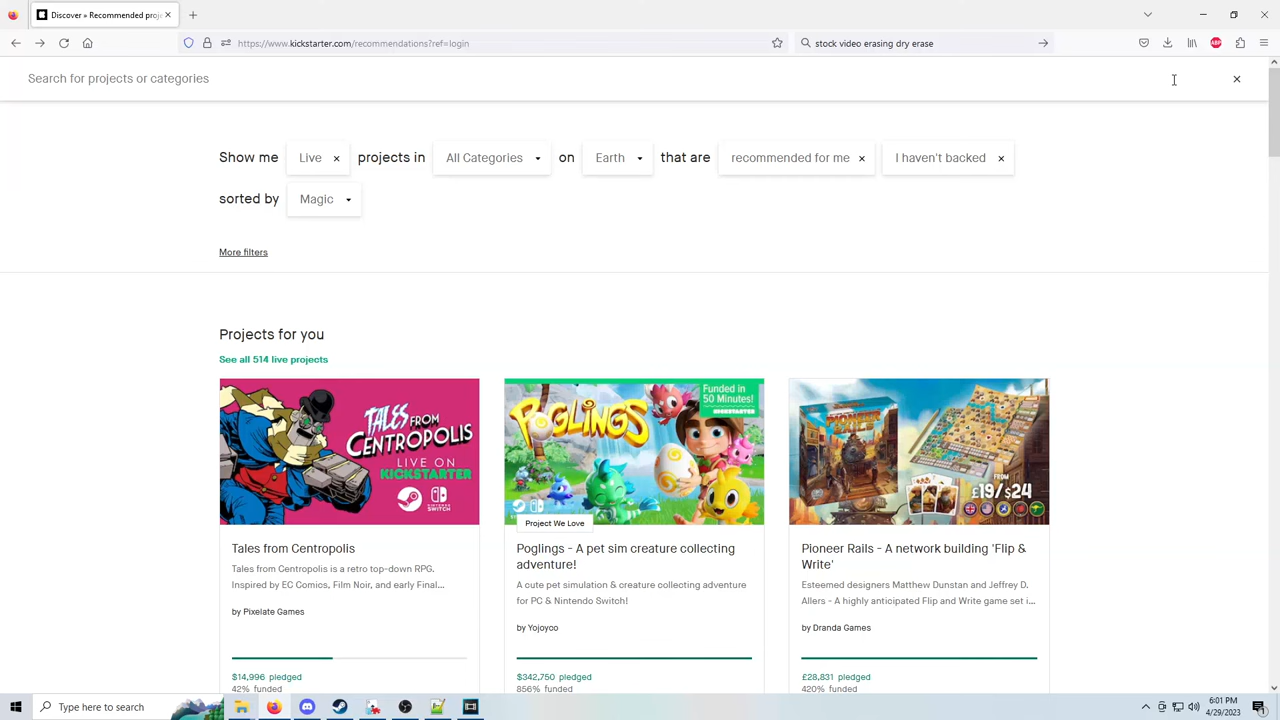 Discover » Recommended proje
https://www.kickstarter.com/recommendations?ref=login
stock video erasing dry erase
ABP
Search for projects or categories
Show me Live projects in All Categories on Earth that are recommended for me I haven't backed
sorted by Magic
More filters
Projects for you
See all 514 live projects
TALES FROM CENTROPOLIS
LIVE ON
KICKSTARTER
NINTENDO
SWITCH
Tales from Centropolis
Tales from Centropolis is a retro top-down RPG.
Inspired by EC Comics, Film Noir, and early Final...
by Pixelate Games
$14,996 pledged
42% funded
POGLINGS
Funded in
50 Minutes!
KICKSTARTER
Project We Love
Poglings - A pet sim creature collecting
adventure!
A cute pet simulation & creature collecting adventure
for PC & Nintendo Switch!
by Yojoyco
$342,750 pledged
856% funded
PIONEER RAILS
FROM
£19/$24
Pioneer Rails - A network building 'Flip &
Write'
Esteemed designers Matthew Dunstan and Jeffrey D.
Allers - A highly anticipated Flip and Write game set i...
by Dranda Games
£28,831 pledged
420% funded
Type here to search
6:01 PM
4/29/2023